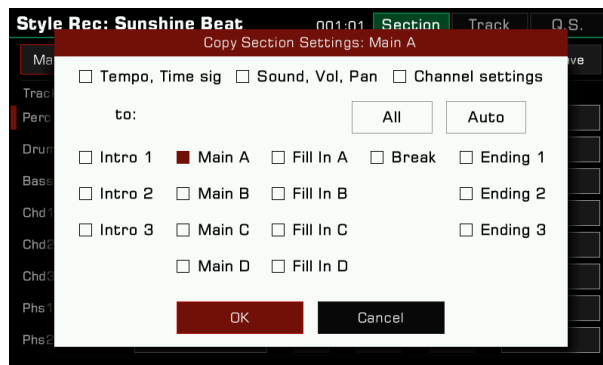 Style Rec: Sunshine Beat 001:01 Section Track Q.S.
Copy Section Settings: Main A
Tempo, Time sig Sound, Vol, Pan Channel settings
to: All Auto
Intro 1 Main A Fill In A Break Ending 1
Intro 2 Main B Fill In B Ending 2
Intro 3 Main C Fill In C Ending 3
Main D Fill In D
OK Cancel
Perc
Drum
Bass
Chd1
Chd2
Chd3
Phs1
Phs2